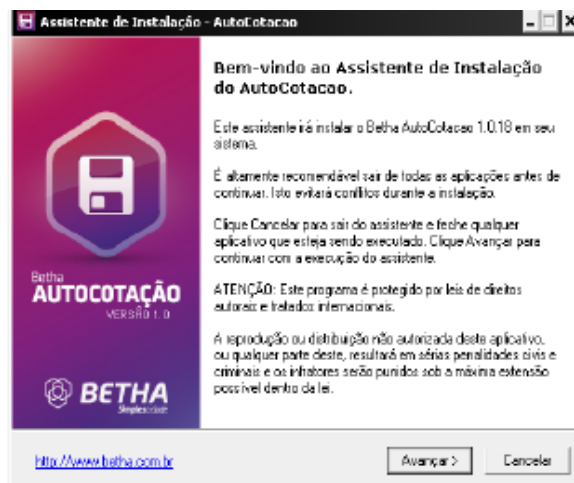 Assistente de Instalação - AutoCotacao
Bem-vindo ao Assistente de Instalação
do AutoCotacao.
Este assistente irá instalar o Betha AutoCotacao 1.0.18 em seu
sistema.
É altamente recomendável sair de todas as aplicações antes de
continuar. Isto evitará conflitos durante a instalação.
Clique Cancelar para sair do assistente e feche qualquer
aplicativo que esteja sendo executado. Clique Avançar para
continuar com a execução do assistente.
ATENÇÃO: Este programa é protegido por leis de direitos
autorais e tratados internacionais.
A reprodução ou distribuição não autorizada deste aplicativo,
ou qualquer parte deste, resultará em sérias penalidades civis e
criminais e os infratores serão punidos sob a máxima extensão
possível dentro da lei.
Betha
AUTOCOTAÇÃO
VERSÃO 1.0
BETHA
Simplescidade
http://www.betha.com.br
Avançar >
Cancelar